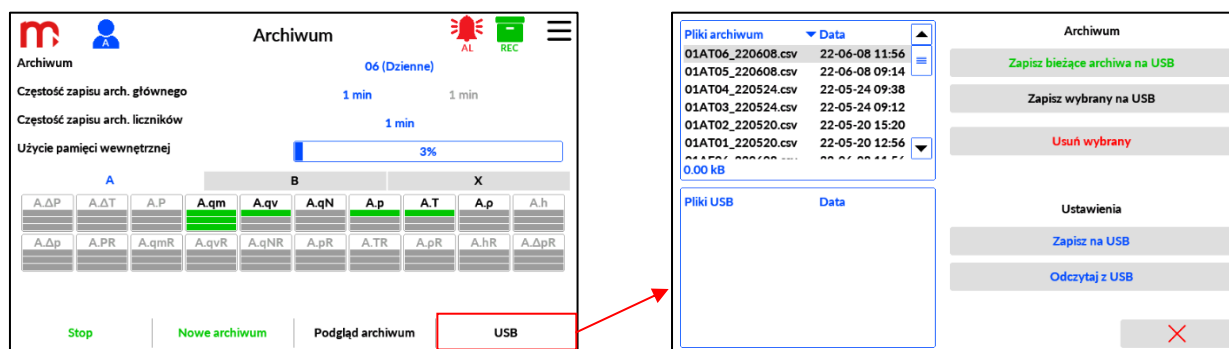 A
Archiwum
AL
REC
Archiwum
06 (Dzienne)
Częstość zapisu arch. głównego
1 min
1 min
Częstość zapisu arch. liczników
1 min
Użycie pamięci wewnętrznej
3%
A
B
X
A.ΔP A.ΔT A.P A.qm A.qv A.qN A.p A.T A.ρ A.h
A.Δp A.PR A.qmR A.qvR A.qNR A.pR A.TR A.ρR A.hR A.ΔpR
Stop
Nowe archiwum
Podgląd archiwum
USB
Pliki archiwum Data
01AT06_220608.csv 22-06-08 11:56
01AT05_220608.csv 22-06-08 09:14
01AT04_220524.csv 22-05-24 09:38
01AT03_220524.csv 22-05-24 09:12
01AT02_220520.csv 22-05-20 15:20
01AT01_220520.csv 22-05-20 12:56
0.00 kB
Pliki USB Data
Archiwum
Zapisz bieżące archiwa na USB
Zapisz wybrany na USB
Usuń wybrany
Ustawienia
Zapisz na USB
Odczytaj z USB